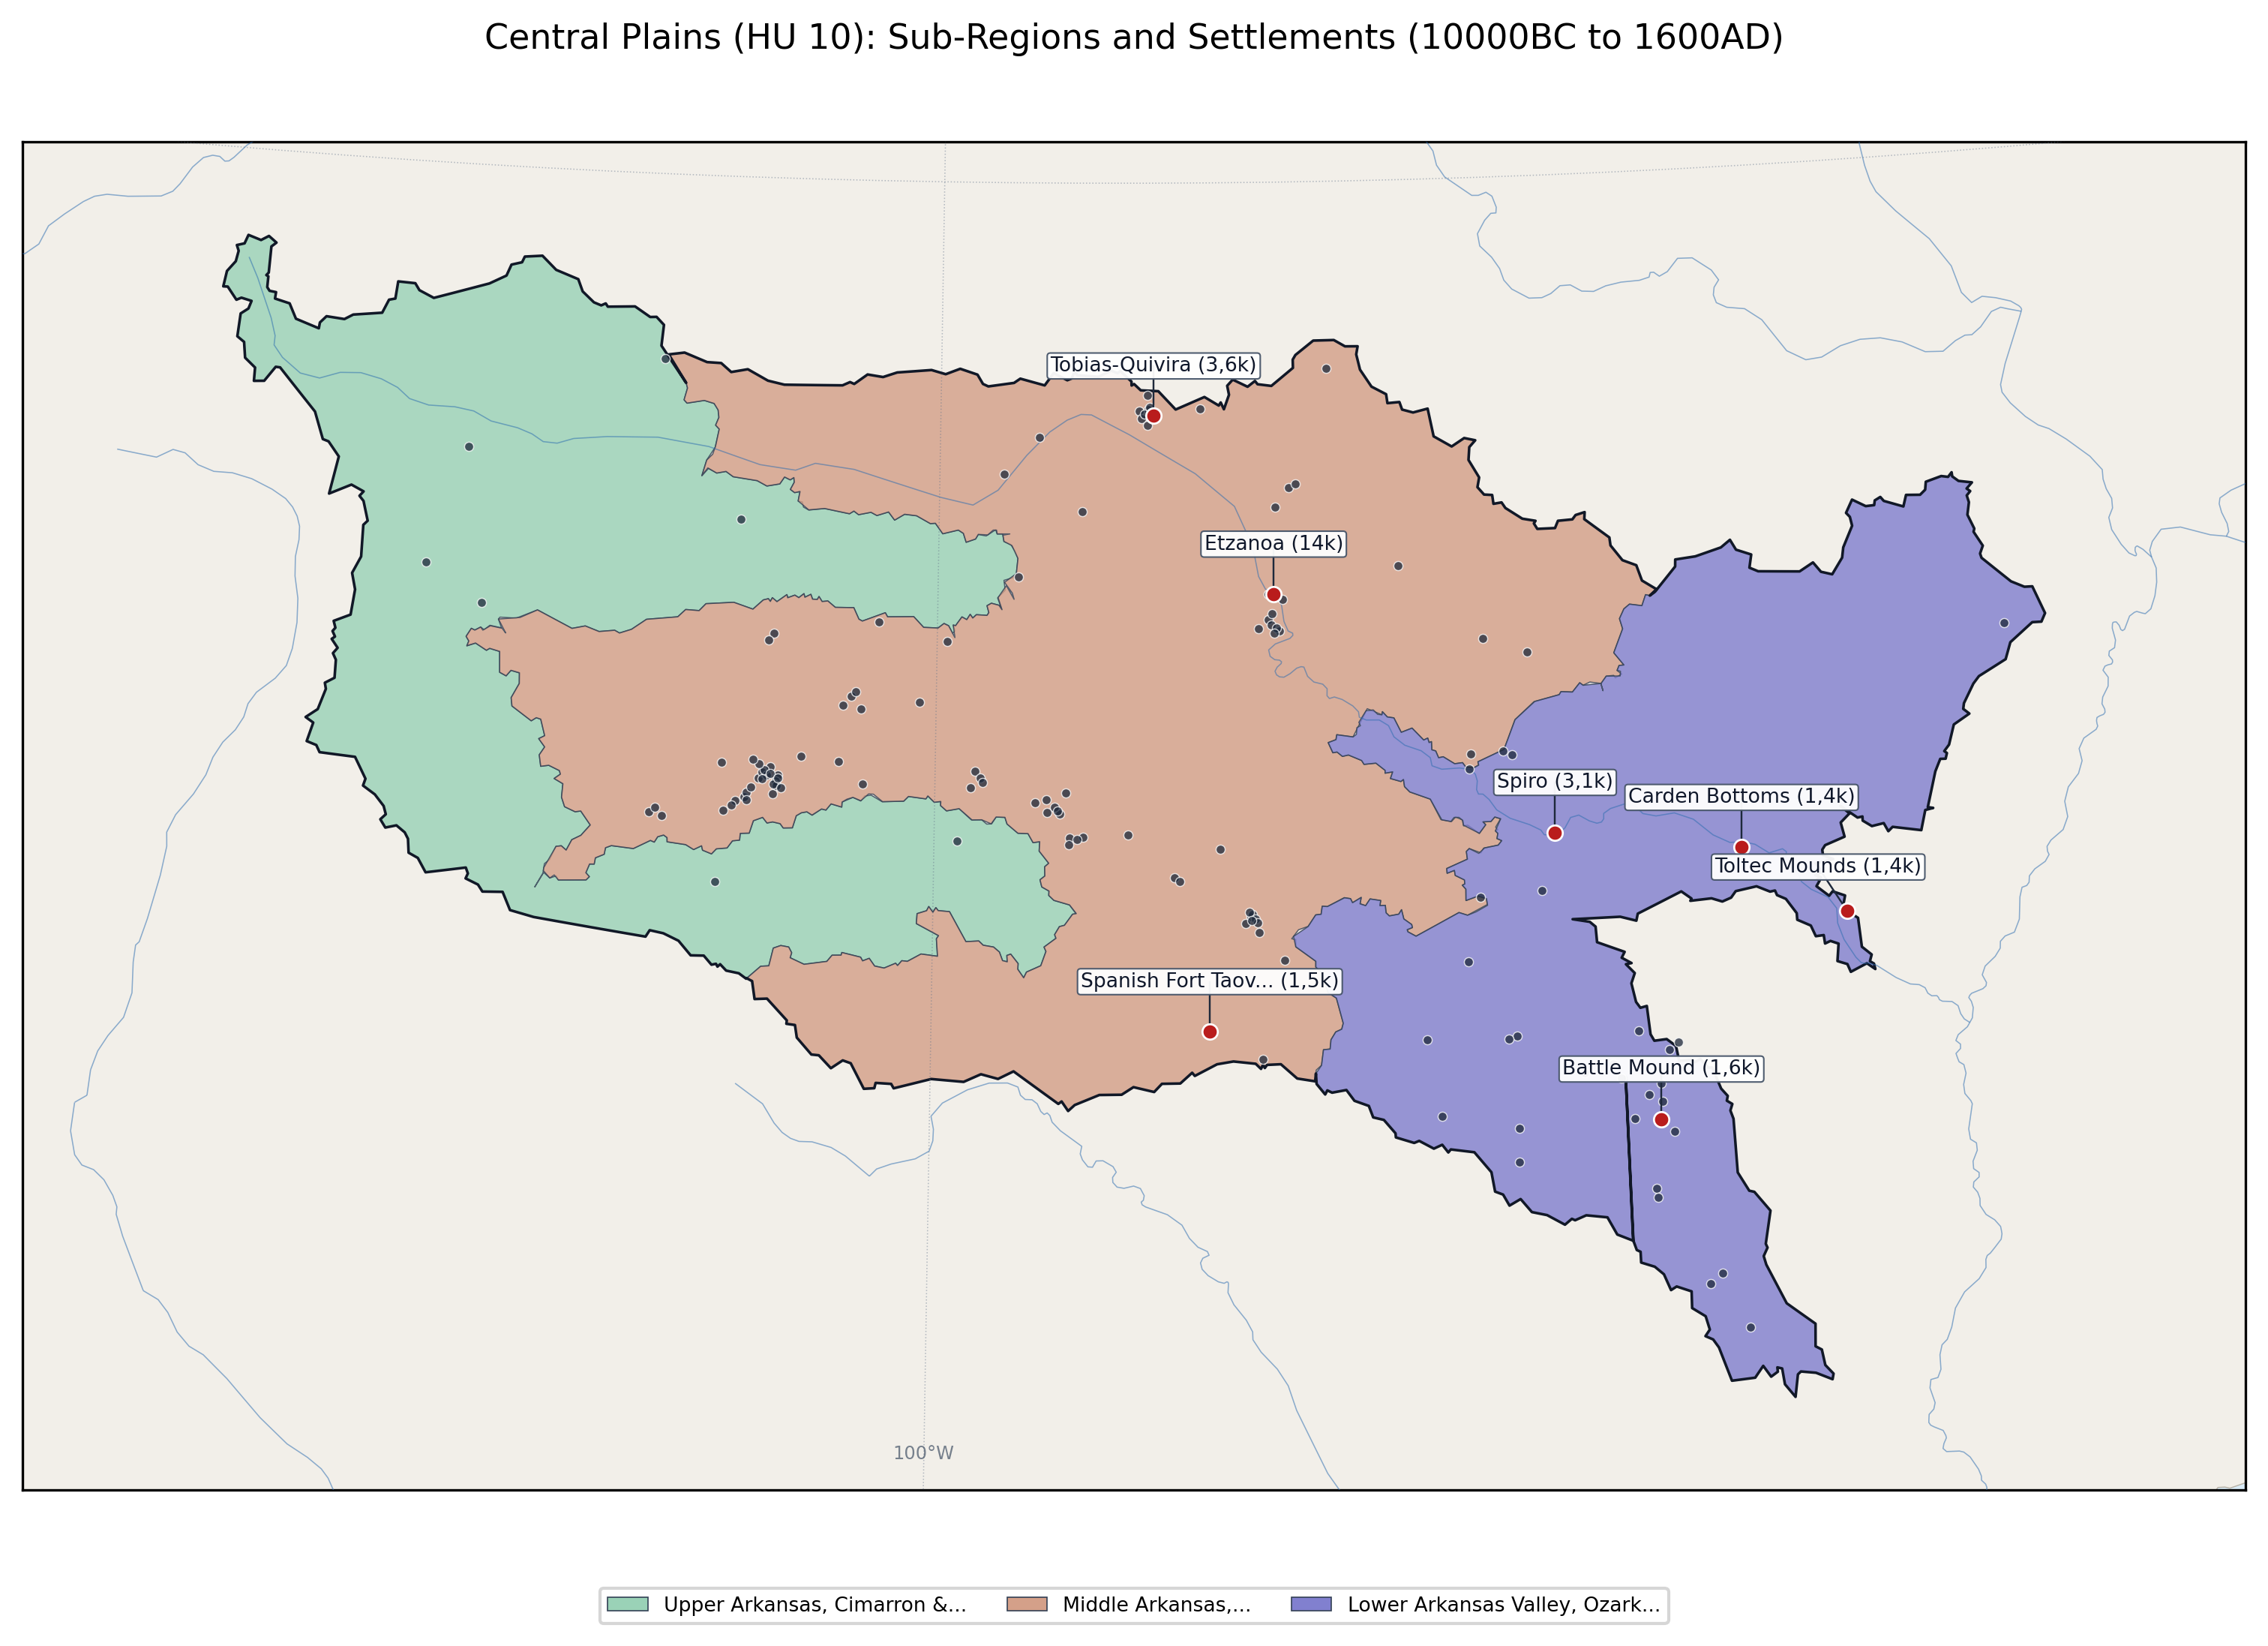 Central Plains (HU 10): Sub-Regions and Settlements (10000BC to 1600AD)
Tobias-Quivira (3,6k)
Etzanoa (14k)
Spiro (3,1k)
Carden Bottoms (1,4k)
Toltec Mounds (1,4k)
Spanish Fort Taov... (1,5k)
Battle Mound (1,6k)
100°W
Upper Arkansas, Cimarron &...
Middle Arkansas,...
Lower Arkansas Valley, Ozark...